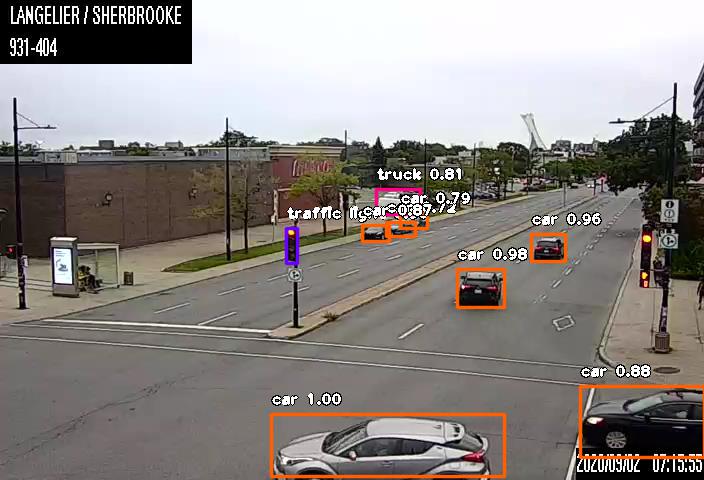 LANGELIER / SHERBROOKE
931-404
truck 0.81
car 0.79
traffic
car 0.96
car 0.98
car 0.88
car 1.00
2020/09/02 07:15:55